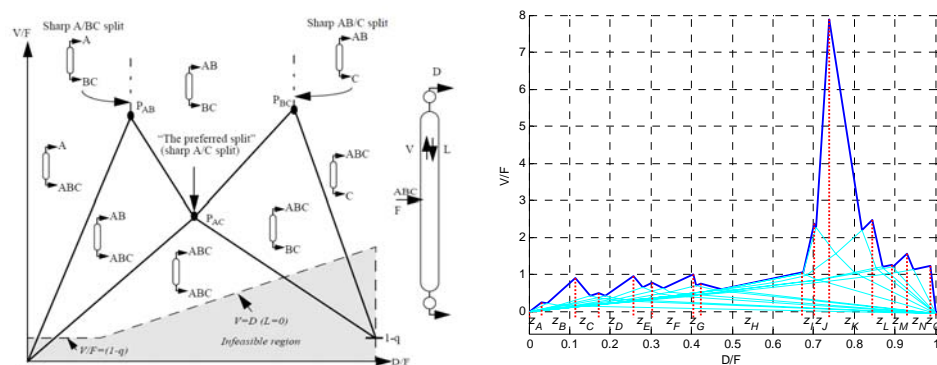 Sharp A/BC split
Sharp AB/C split
V/F
A
BC
AB
BC
AB
C
P_AB
P_BC
"The preferred split"
(sharp A/C split)
A
ABC
ABC
C
AB
ABC
P_AC
ABC
BC
ABC
ABC
V=D (L=0)
Infeasible region
V/F=(1-q)
1-q
D/F
D
V
L
ABC
F
B
V/F
8
7
6
5
4
3
2
1
0
0 0.1 0.2 0.3 0.4 0.5 0.6 0.7 0.8 0.9 1
z_A z_B z_C z_D z_E z_F z_G z_H z_I z_J z_K z_L z_M z_N z_O
D/F